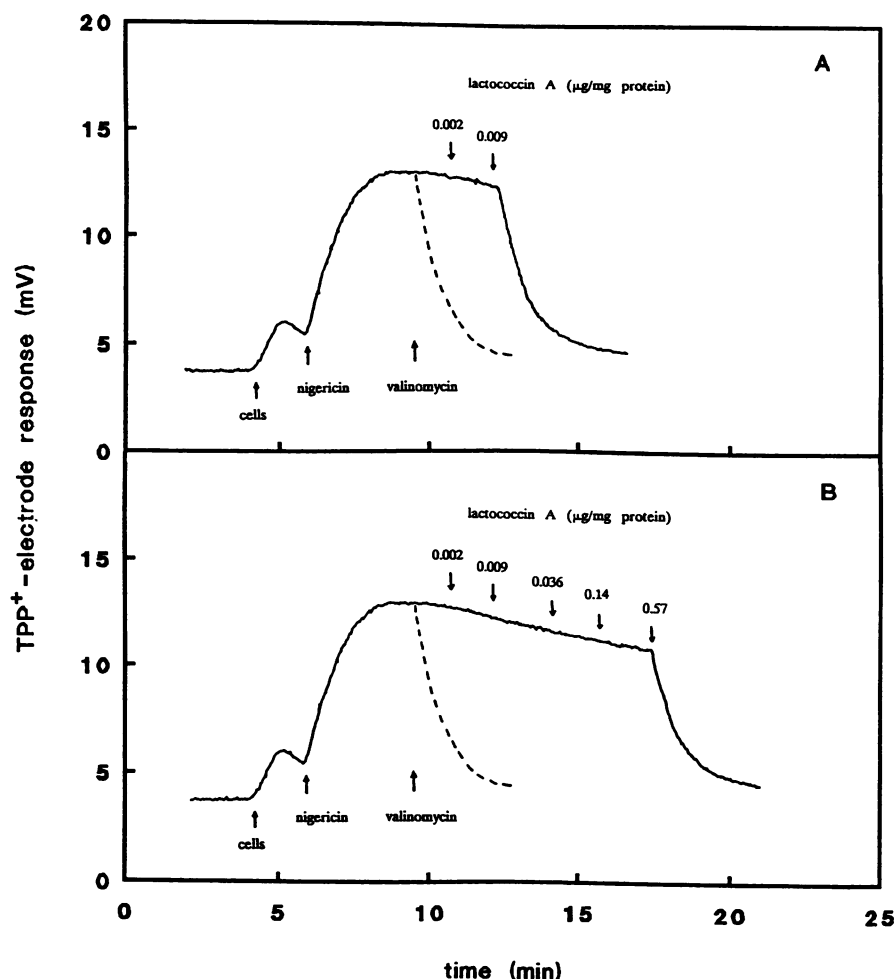 20
A
lactococcin A (µg/mg protein)
0.002
0.009
15
10
5
nigericin
valinomycin
cells
0
B
lactococcin A (µg/mg protein)
0.002
0.009
0.036
0.14
0.57
15
10
5
nigericin
valinomycin
cells
0
0 5 10 15 20 25
time (min)
TPP+-electrode response (mV)